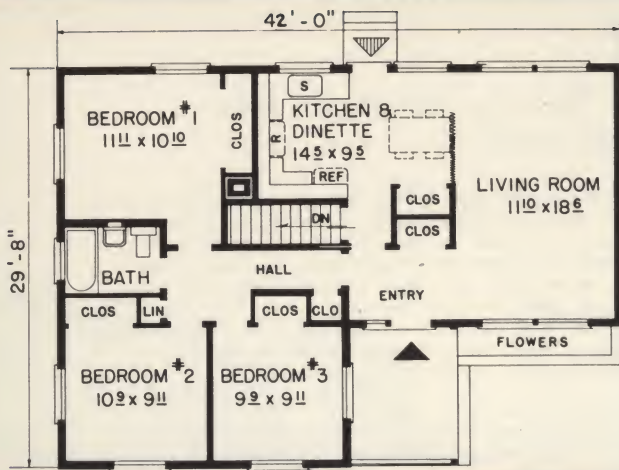 42'-0"
29'-8"
BEDROOM #1
11 11 x 10 10
CLOS
S
KITCHEN &
DINETTE
14 5 x 9 5
R
REF
CLOS
CLOS
LIVING ROOM
11 10 x 18 6
DN
BATH
HALL
ENTRY
CLOS
LIN
CLOS
CLO
FLOWERS
BEDROOM #2
10 9 x 9 11
BEDROOM #3
9 9 x 9 11